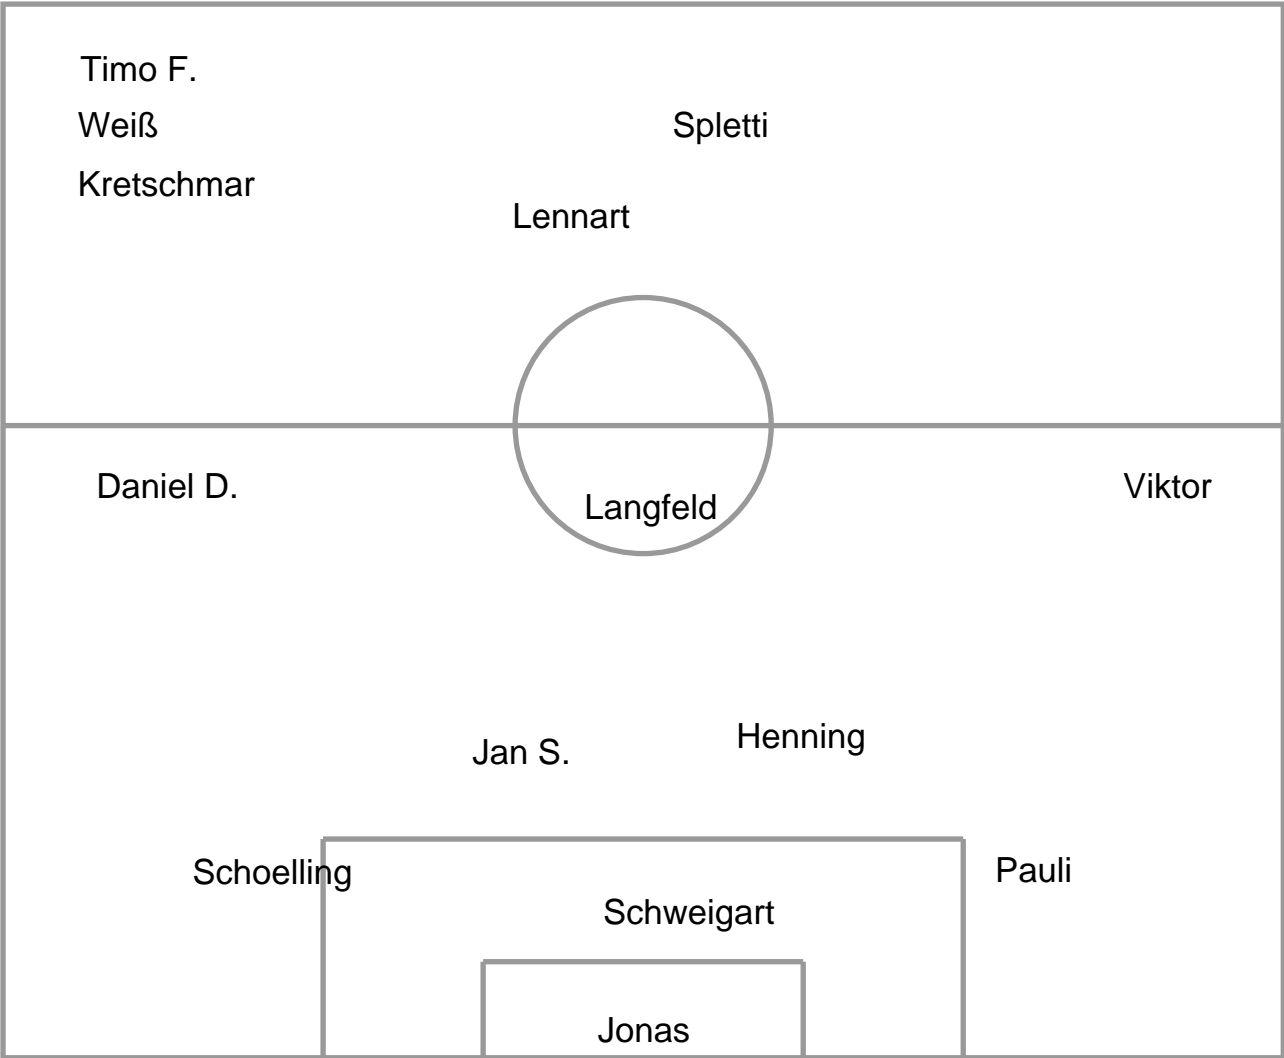 Timo F.
Weiß
Spletti
Kretschmar
Lennart
Daniel D.
Viktor
Langfeld
Henning
Jan S.
Schoelling
Pauli
Schweigart
Jonas